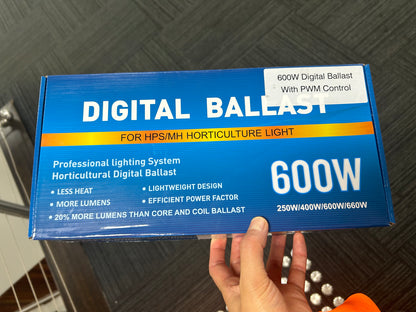 600W Digital Ballast
With PWM Control
DIGITAL BALLAST
FOR HPS/MH HORTICULTURE LIGHT
Professional lighting System
Horticultural Digital Ballast
• LESS HEAT
• MORE LUMENS
• LIGHTWEIGHT DESIGN
• EFFICIENT POWER FACTOR
• 20% MORE LUMENS THAN CORE AND COIL BALLAST
600W
250W/400W/600W/660W